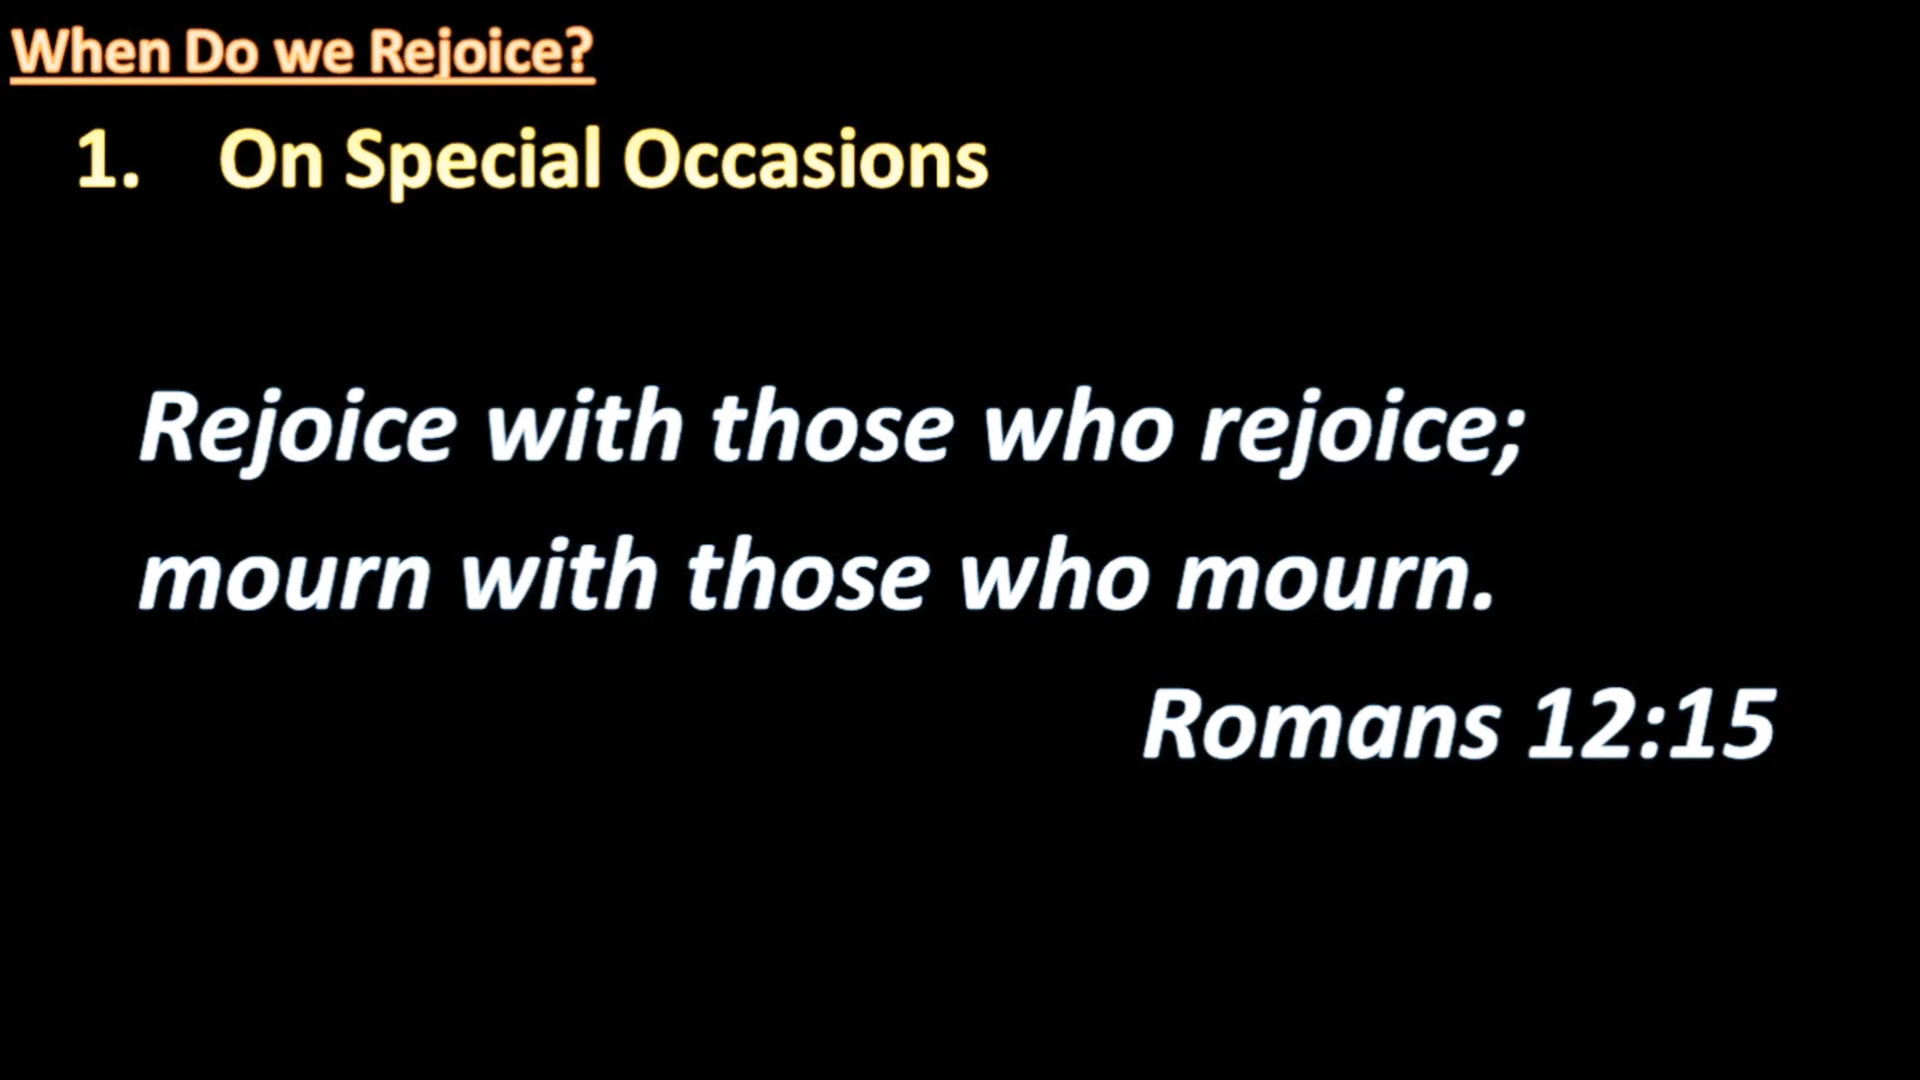 When Do we Rejoice?
1. On Special Occasions
Rejoice with those who rejoice;
mourn with those who mourn.
Romans 12:15